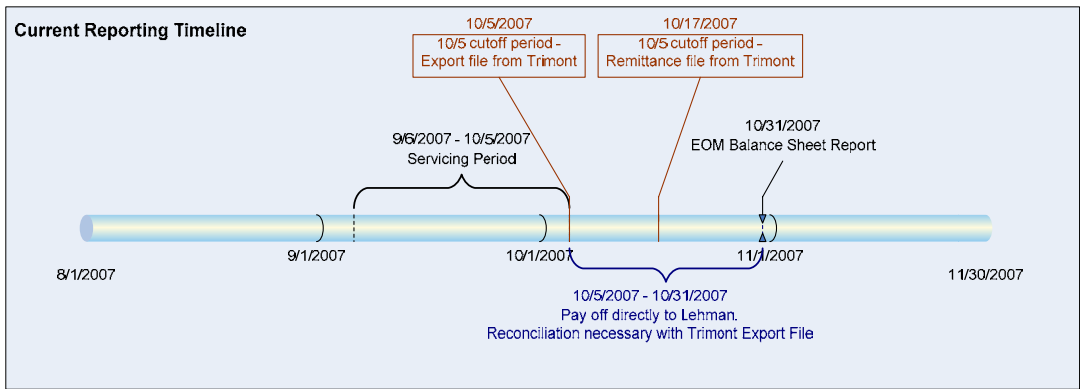 Current Reporting Timeline
10/5/2007
10/5 cutoff period -
Export file from Trimont
10/17/2007
10/5 cutoff period -
Remittance file from Trimont
9/6/2007 - 10/5/2007
Servicing Period
10/31/2007
EOM Balance Sheet Report
8/1/2007
9/1/2007
10/1/2007
11/1/2007
11/30/2007
10/5/2007 - 10/31/2007
Pay off directly to Lehman.
Reconciliation necessary with Trimont Export File